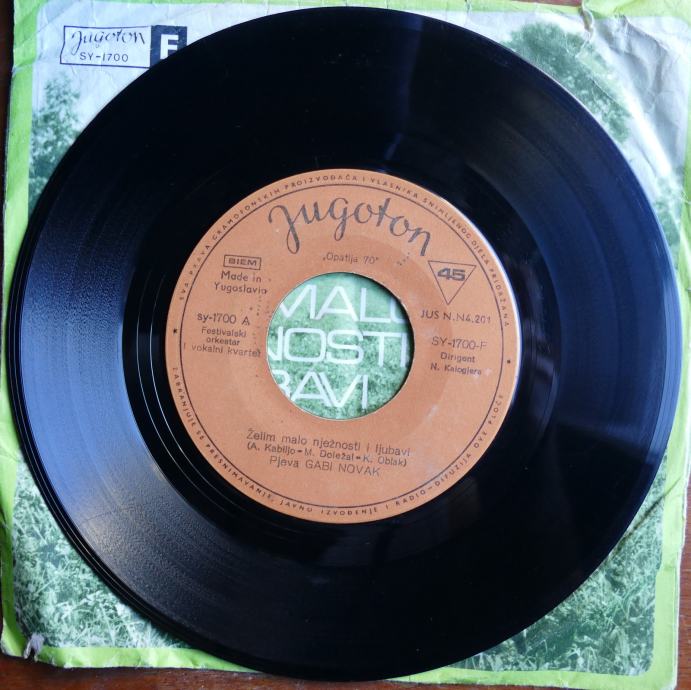 Jugoton
SY-1700
F
SVA PRAVA GRAMOFONSKIH PROIZVOĐAČA I VLASNIKA SNIMLJENOG DJELA PRIDRŽANA
Jugoton
„Opatija 70"
BIEM
45
Made in
Yugoslavia
JUS N.N4.201
sy-1700 A
SY-1700-F
Festivalski
orkestar
I vokalni kvartet
Dirigent
N. Kalogjera
MALO
NOSTI
BAVI
Želim malo nježnosti i ljubavi
(A. Kabiljo - M. Doležal - K. Oblak)
Pjeva GABI NOVAK
ZABRANJUJE SE PRESNIMAVANJE, JAVNO IZVOĐENJE I RADIO-DIFUZIJA OVE PLOČE